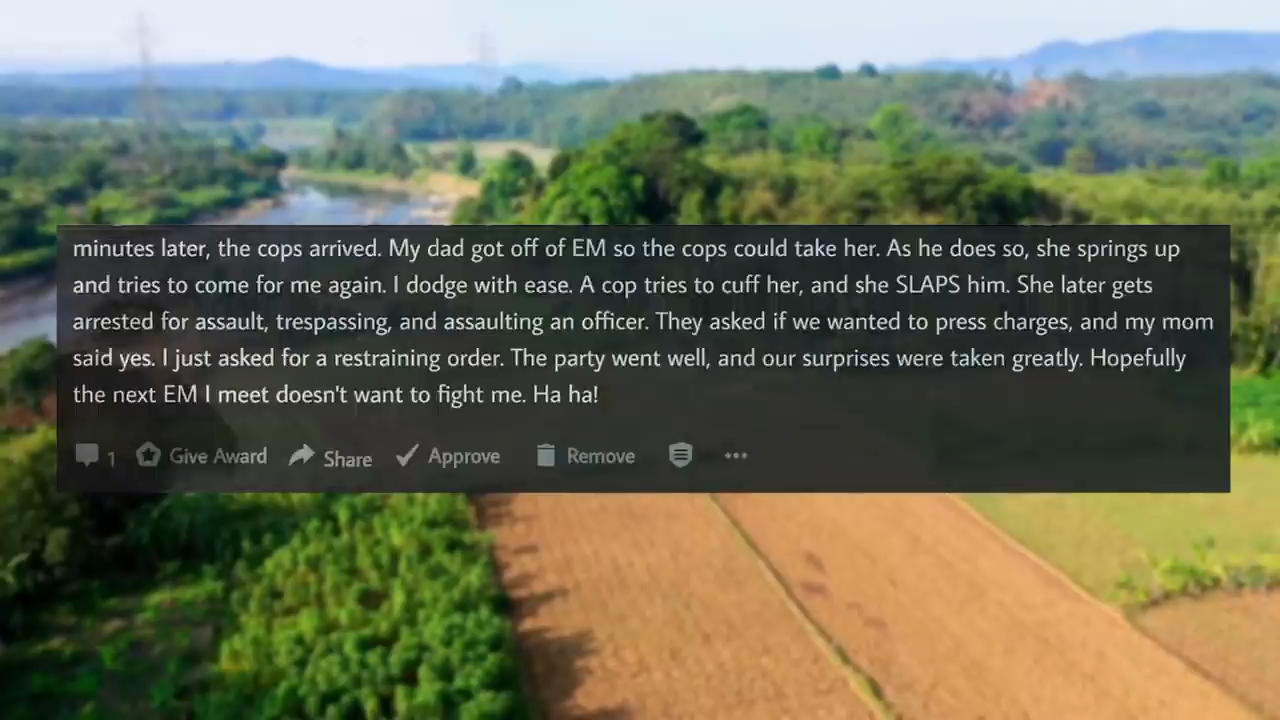 minutes later, the cops arrived. My dad got off of EM so the cops could take her. As he does so, she springs up
and tries to come for me again. I dodge with ease. A cop tries to cuff her, and she SLAPS him. She later gets
arrested for assault, trespassing, and assaulting an officer. They asked if we wanted to press charges, and my mom
said yes. I just asked for a restraining order. The party went well, and our surprises were taken greatly. Hopefully
the next EM I meet doesn't want to fight me. Ha ha!
1 Give Award Share Approve Remove